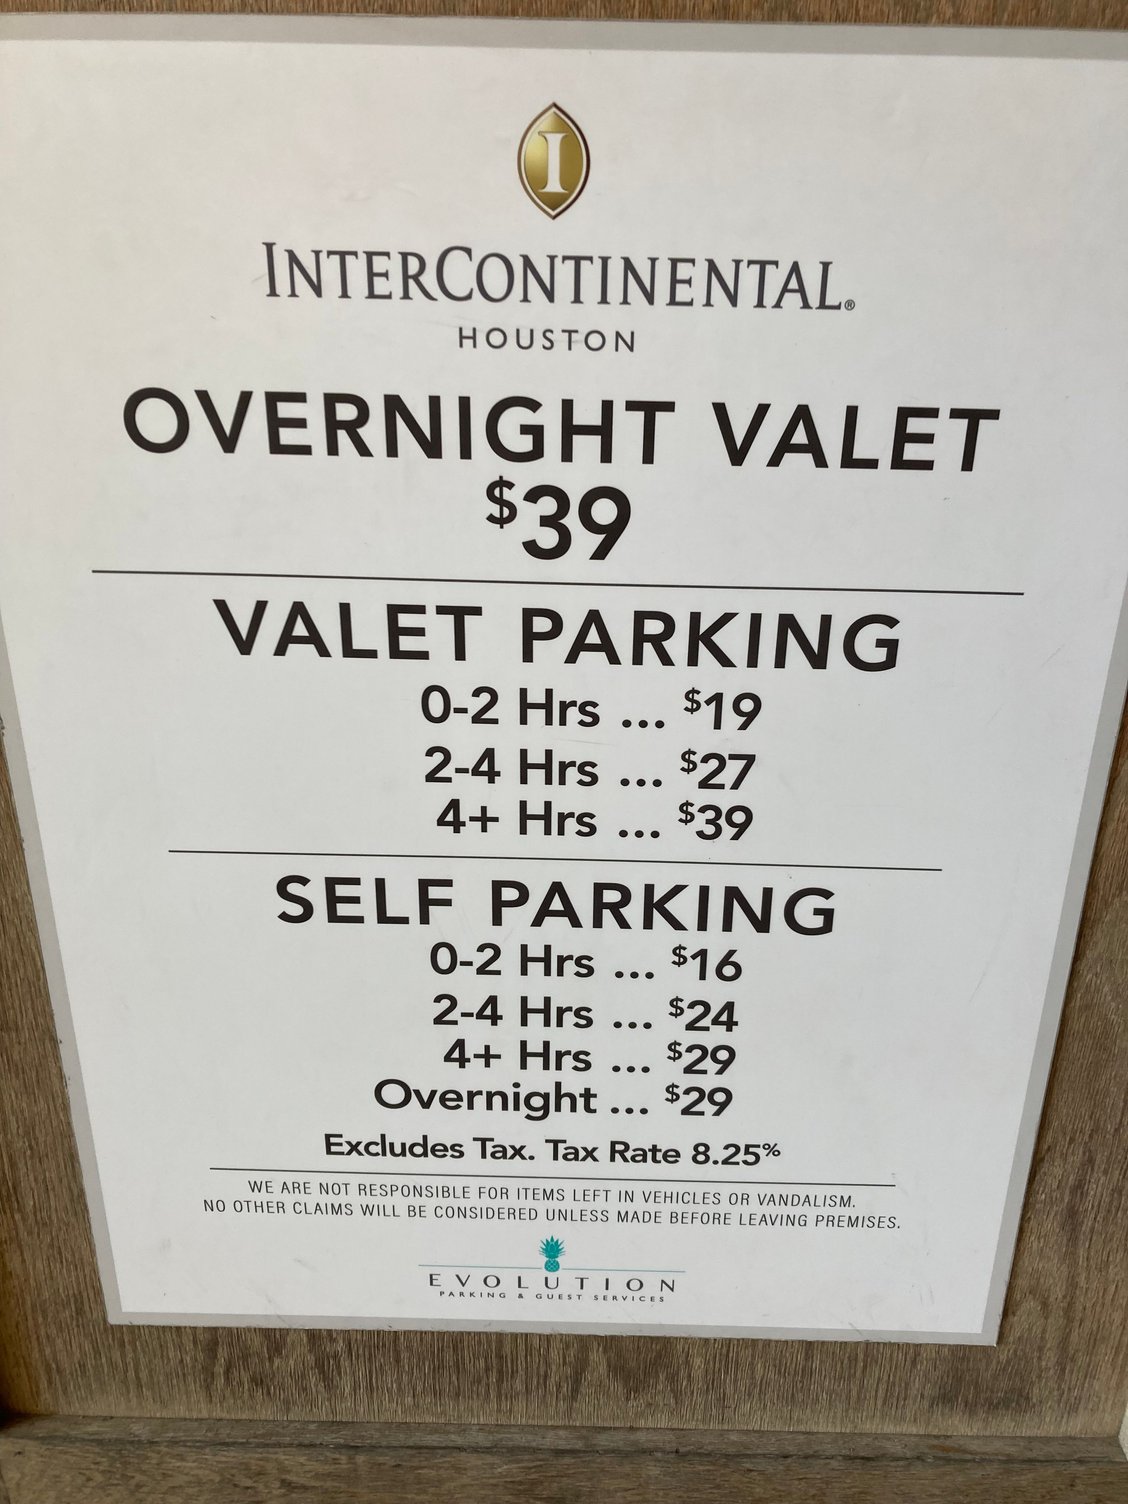 I
INTERCONTINENTAL®
HOUSTON
OVERNIGHT VALET
$39
VALET PARKING
0-2 Hrs ... $19
2-4 Hrs ... $27
4+ Hrs ... $39
SELF PARKING
0-2 Hrs ... $16
2-4 Hrs ... $24
4+ Hrs ... $29
Overnight ... $29
Excludes Tax. Tax Rate 8.25%
WE ARE NOT RESPONSIBLE FOR ITEMS LEFT IN VEHICLES OR VANDALISM.
NO OTHER CLAIMS WILL BE CONSIDERED UNLESS MADE BEFORE LEAVING PREMISES.
EVOLUTION
PARKING & GUEST SERVICES